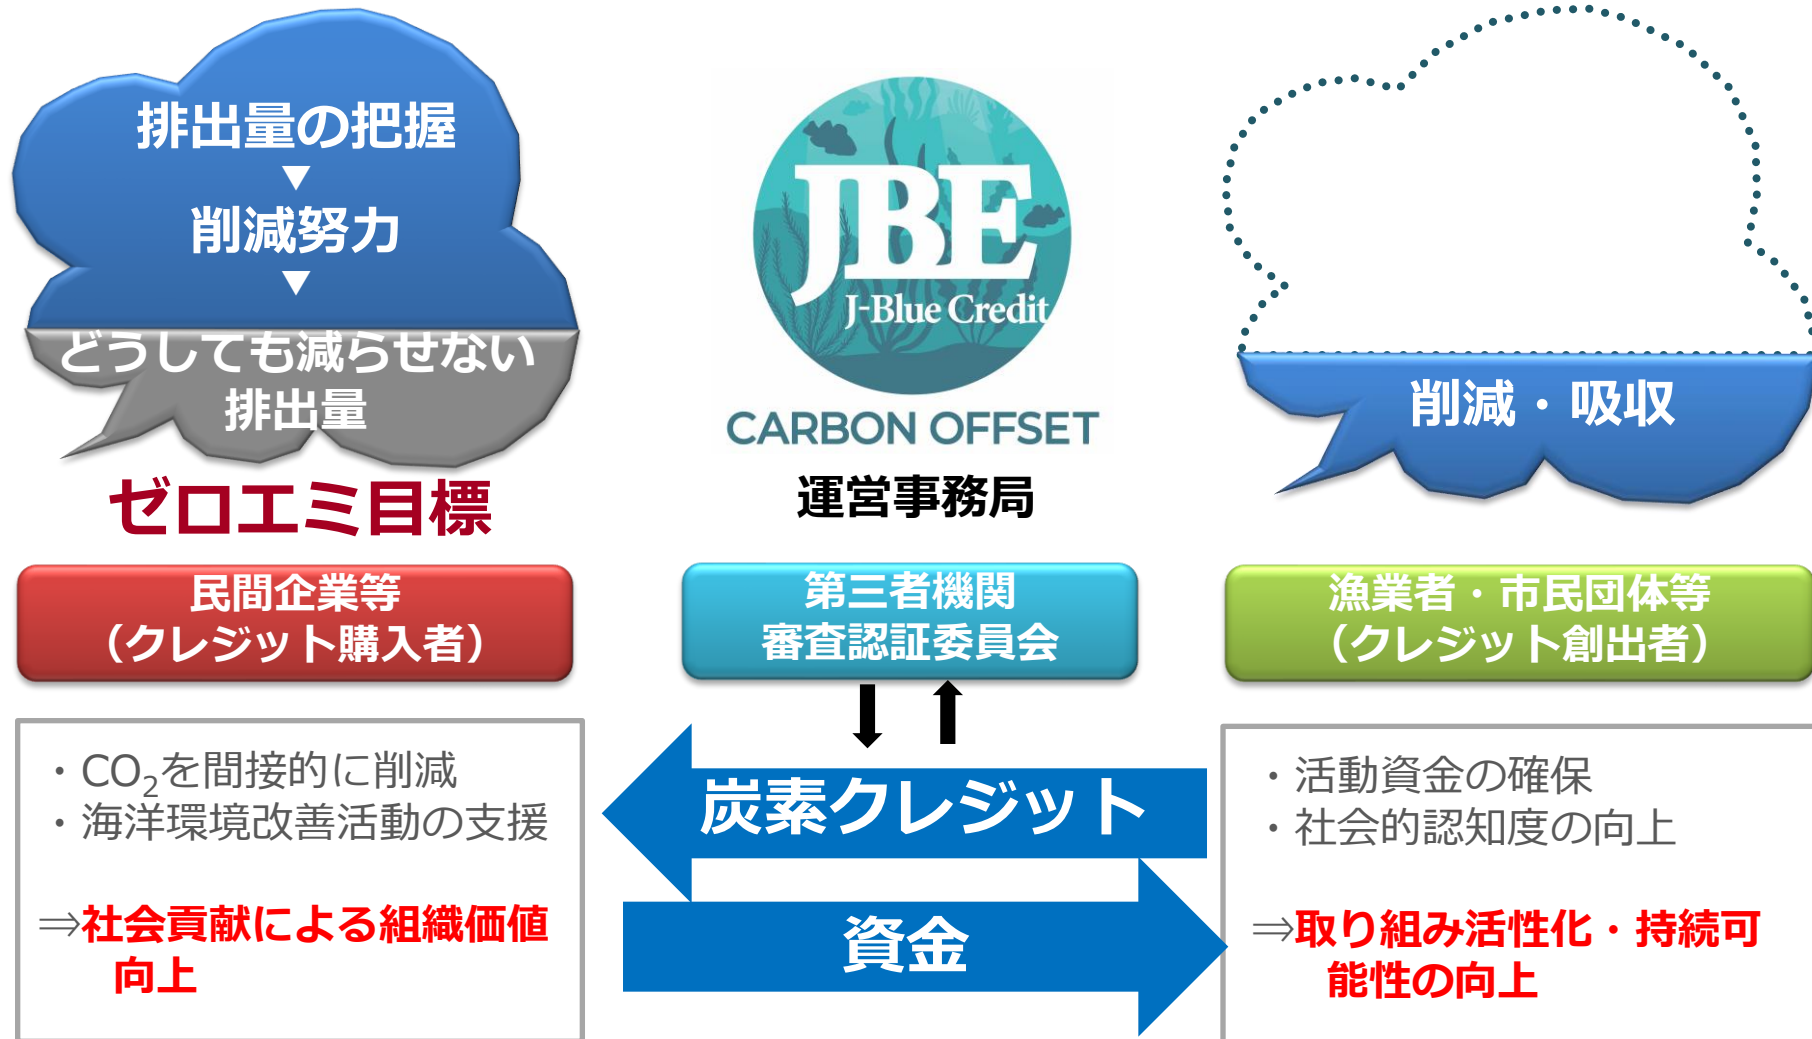 排出量の把握
▼
削減努力
▼
どうしても減らせない
排出量
ゼロエミ目標
JBE
J-Blue Credit
CARBON OFFSET
運営事務局
削減・吸収
民間企業等
（クレジット購入者）
第三者機関
審査認証委員会
漁業者・市民団体等
（クレジット創出者）
・CO₂を間接的に削減
・海洋環境改善活動の支援
⇒社会貢献による組織価値
向上
炭素クレジット
資金
・活動資金の確保
・社会的認知度の向上
⇒取り組み活性化・持続可
能性の向上